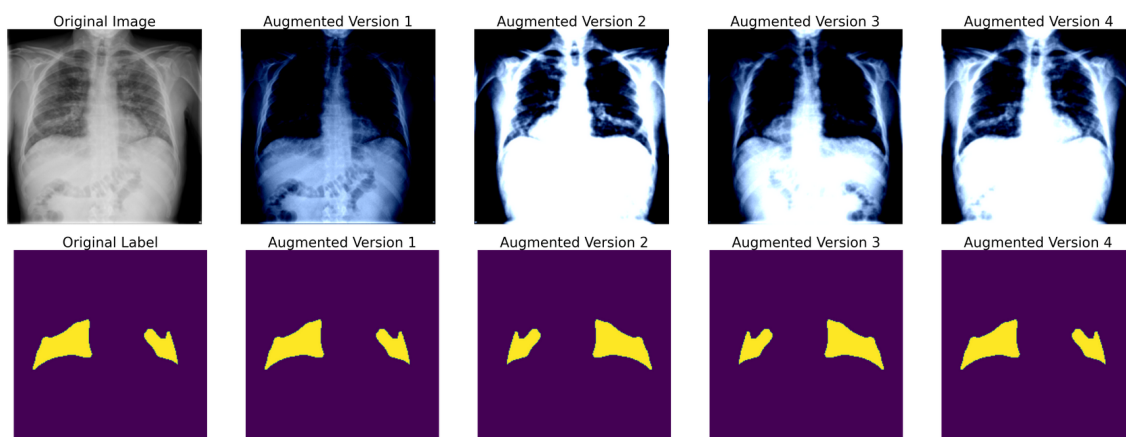 Original Image
Augmented Version 1
Augmented Version 2
Augmented Version 3
Augmented Version 4
Original Label
Augmented Version 1
Augmented Version 2
Augmented Version 3
Augmented Version 4